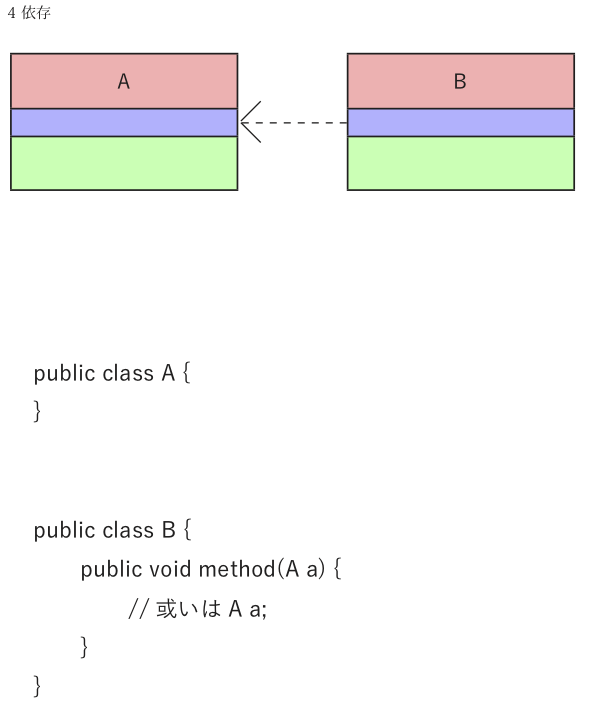 4 依存
A
B
public class A {
}
public class B {
public void method(A a) {
// 或いは A a;
}
}